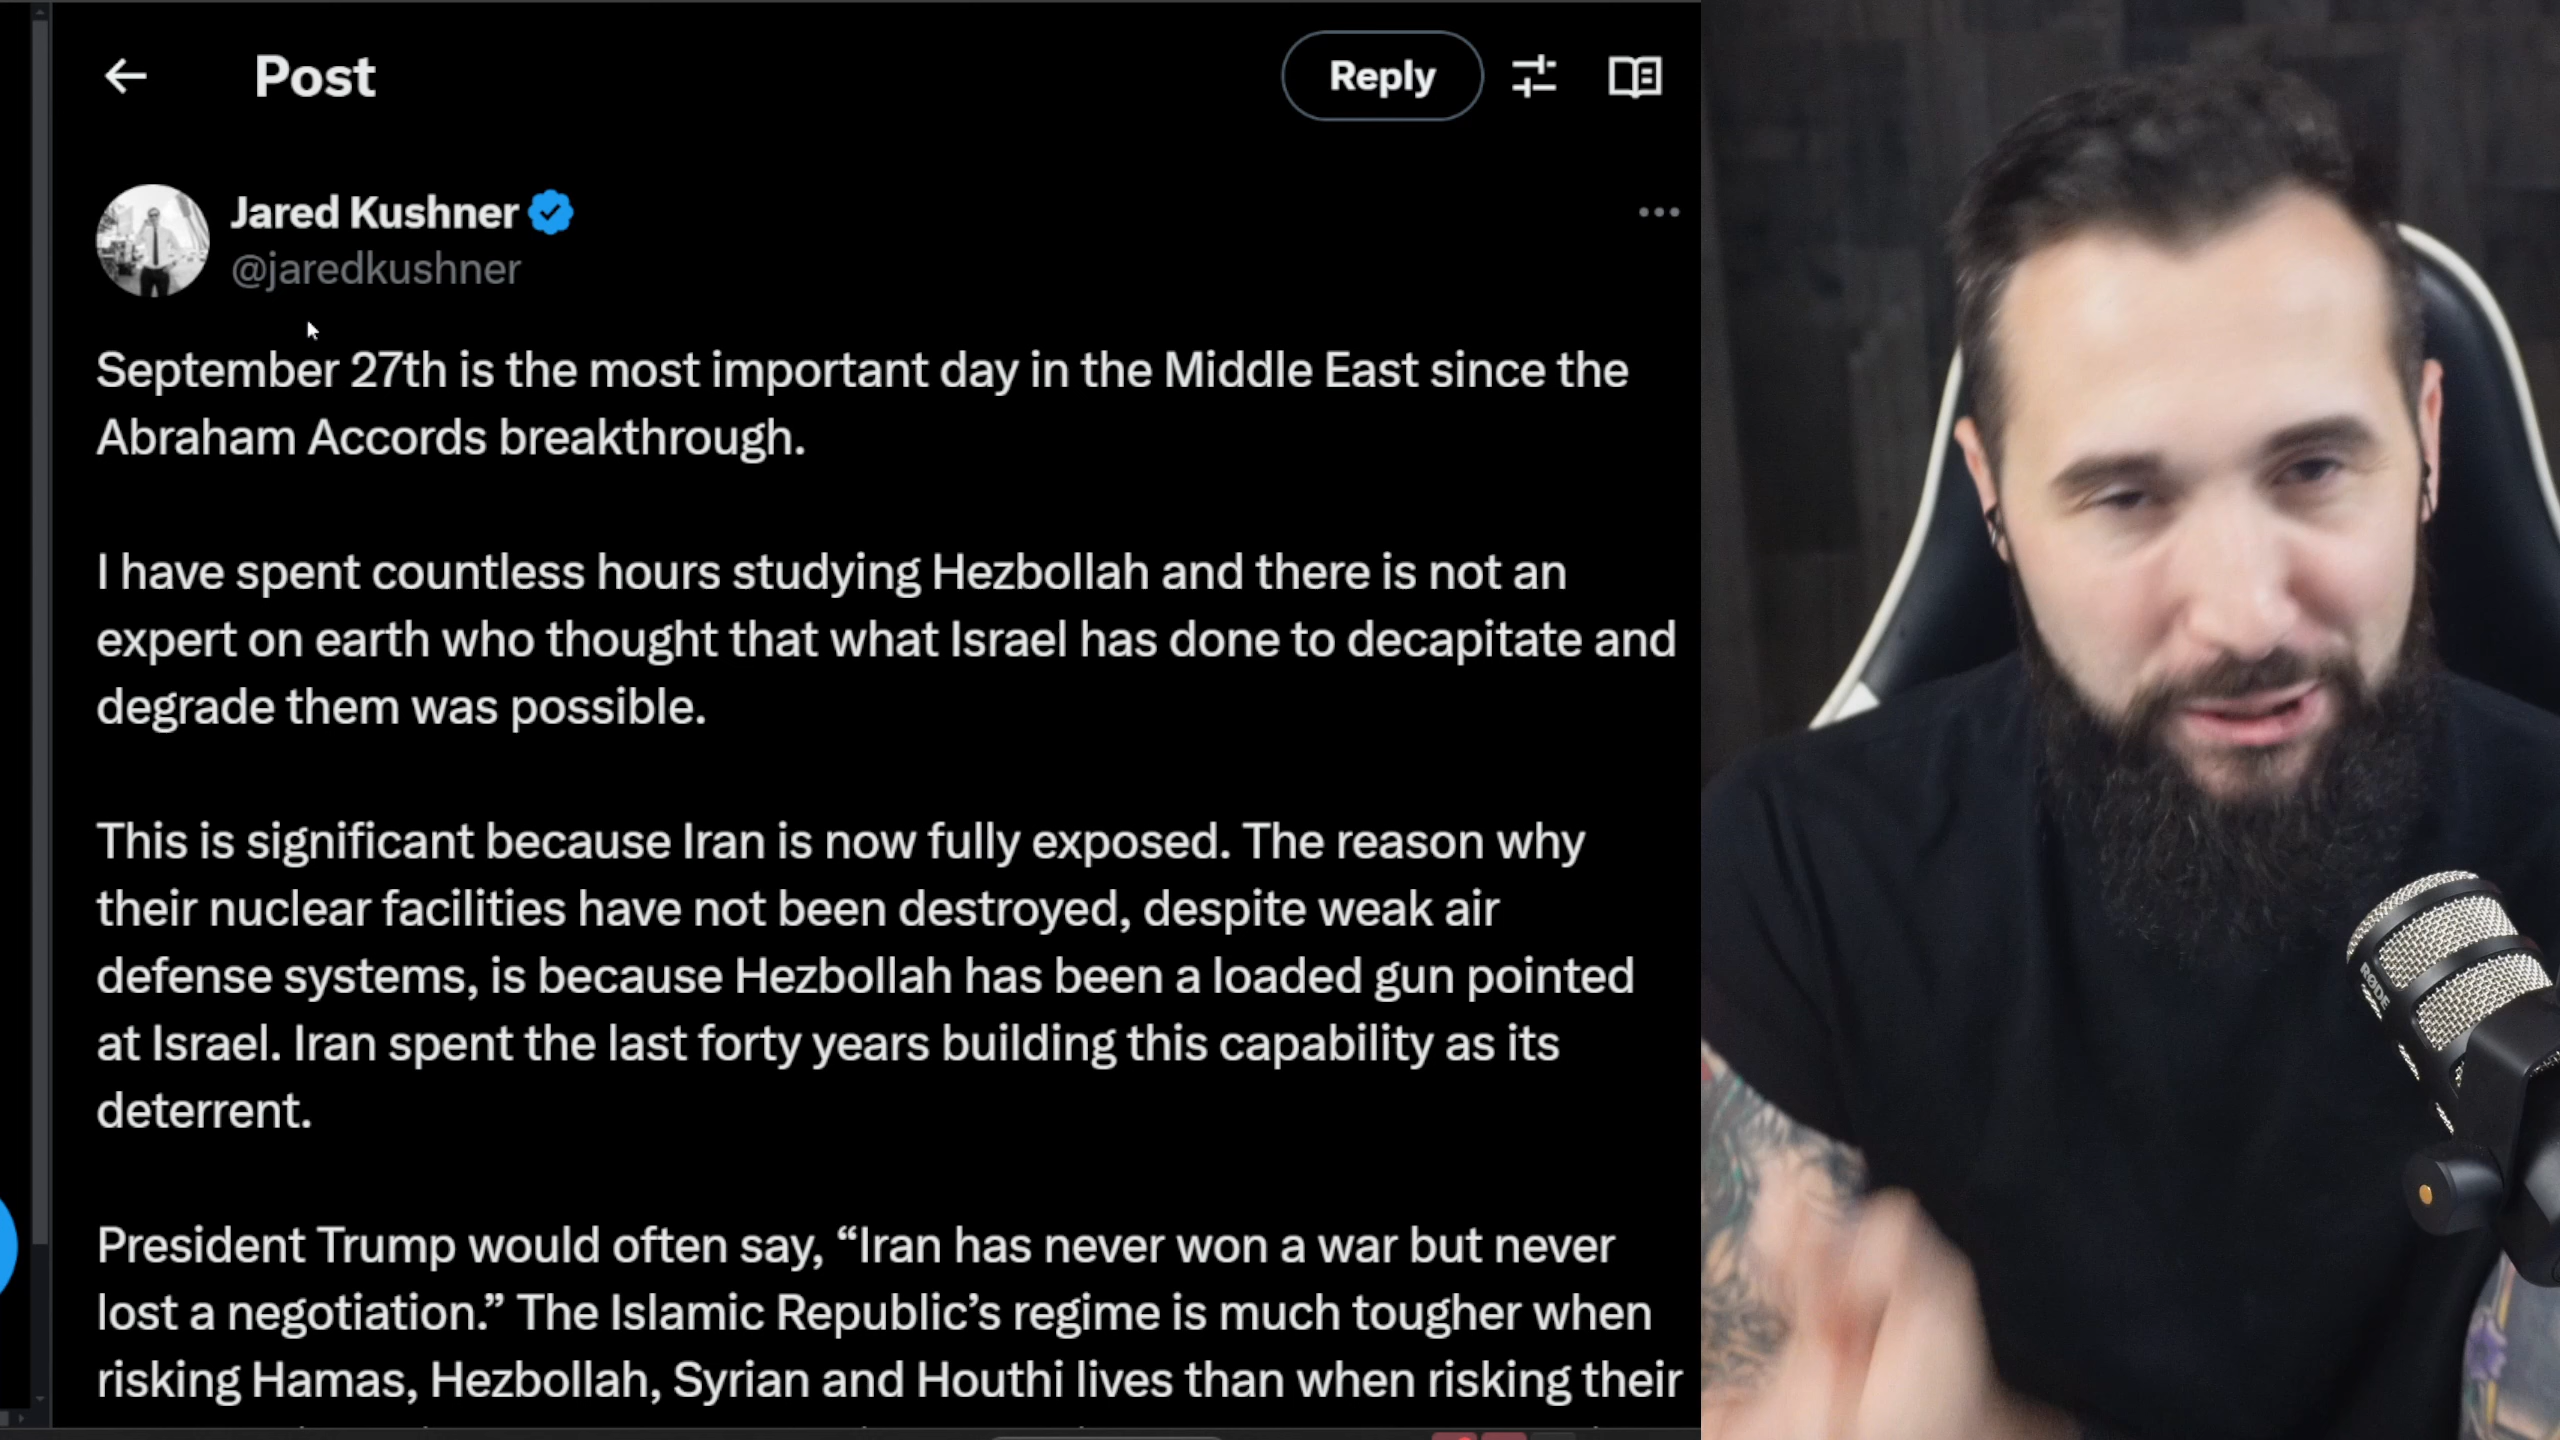 Post
Reply
Jared Kushner
@jaredkushner
September 27th is the most important day in the Middle East since the
Abraham Accords breakthrough.
I have spent countless hours studying Hezbollah and there is not an
expert on earth who thought that what Israel has done to decapitate and
degrade them was possible.
This is significant because Iran is now fully exposed. The reason why
their nuclear facilities have not been destroyed, despite weak air
defense systems, is because Hezbollah has been a loaded gun pointed
at Israel. Iran spent the last forty years building this capability as its
deterrent.
President Trump would often say, “Iran has never won a war but never
lost a negotiation.” The Islamic Republic’s regime is much tougher when
risking Hamas, Hezbollah, Syrian and Houthi lives than when risking their
RØDE